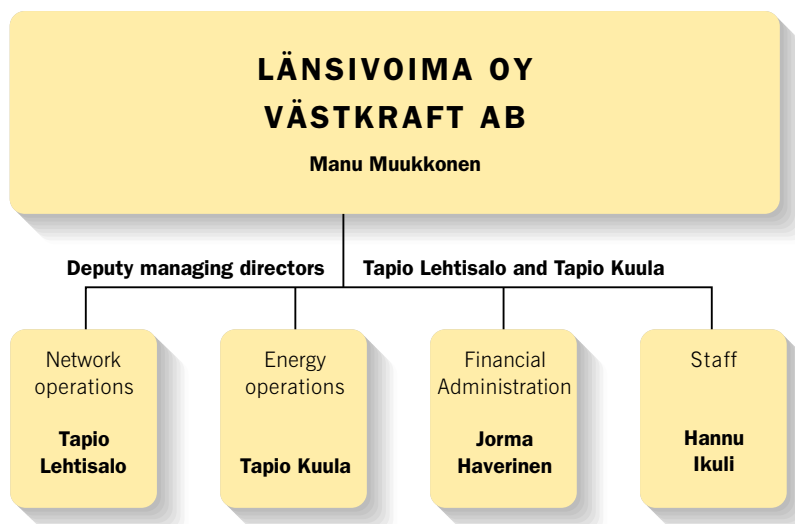 LÄNSIVOIMA OY
VÄSTKRAFT AB
Manu Muukkonen
Deputy managing directors
Tapio Lehtisalo and Tapio Kuula
Network
operations
Tapio
Lehtisalo
Energy
operations
Tapio Kuula
Financial
Administration
Jorma
Haverinen
Staff
Hannu
Ikuli